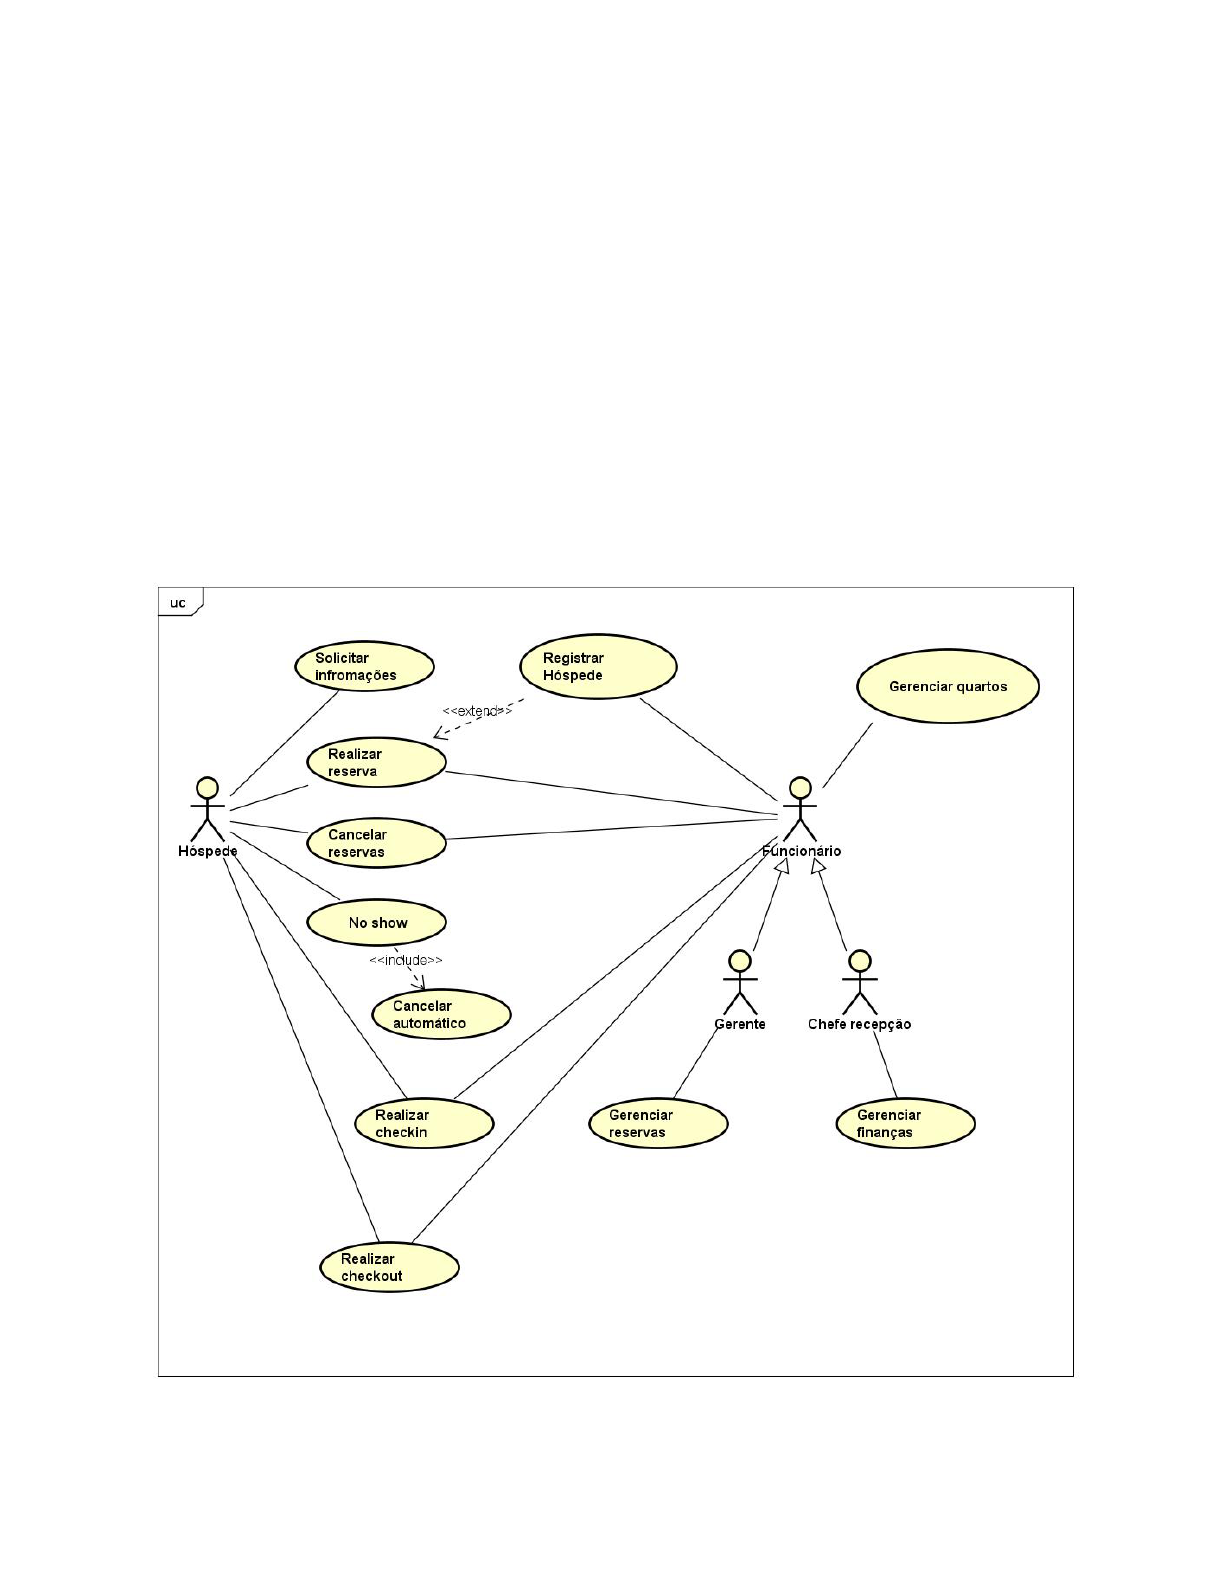 uc
Solicitar
infromações
Registrar
Hóspede
Gerenciar quartos
<<extend>>
Realizar
reserva
Cancelar
reservas
Hóspede
Funcionário
No show
<<include>>
Cancelar
automático
Gerente
Chefe recepção
Realizar
checkin
Gerenciar
reservas
Gerenciar
finanças
Realizar
checkout